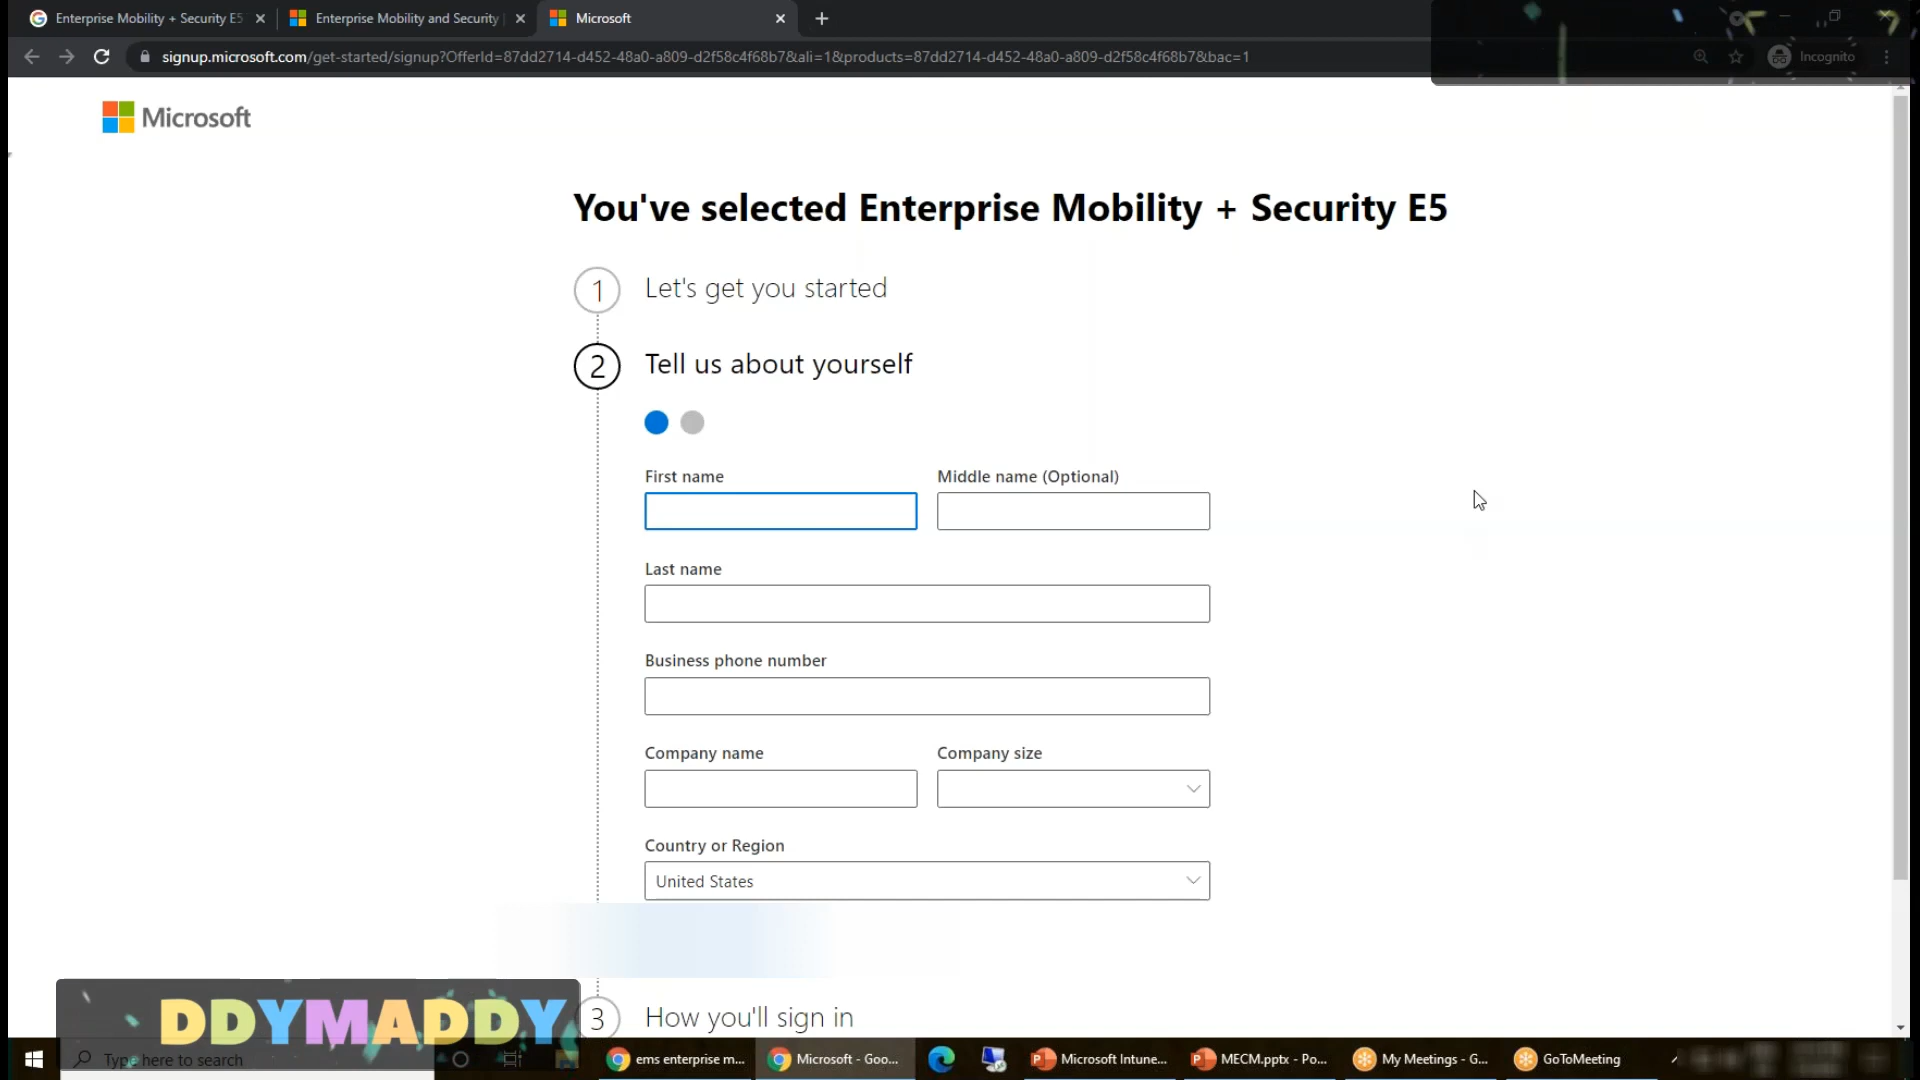 Enterprise Mobility + Security E5
Enterprise Mobility and Security
Microsoft
signup.microsoft.com/get-started/signup?OfferId=87dd2714-d452-48a0-a809-d2f58c4f68b7&ali=1&products=87dd2714-d452-48a0-a809-d2f58c4f68b7&bac=1
Incognito
Microsoft
You've selected Enterprise Mobility + Security E5
1 Let's get you started
2 Tell us about yourself
First name Middle name (Optional)
Last name
Business phone number
Company name Company size
Country or Region
United States
3 How you'll sign in
DDYMADDY
Type here to search
ems enterprise m...
Microsoft - Goo...
Microsoft Intune...
MECM.pptx - Po...
My Meetings - G...
GoToMeeting